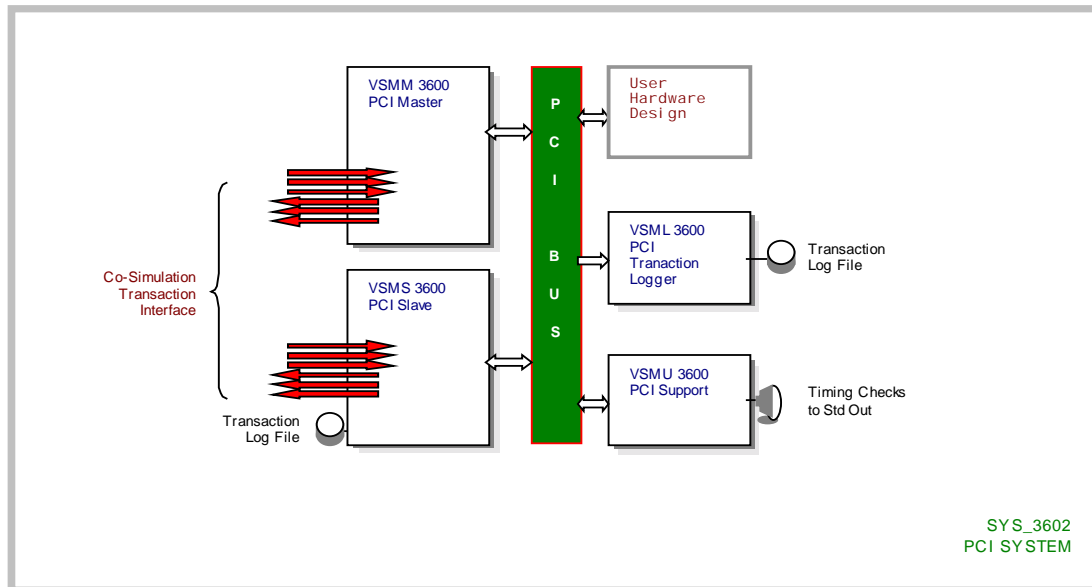 VSMM 3600
PCI Master
P
C
I
B
U
S
User
Hardware
Design
VSML 3600
PCI
Tranaction
Logger
Transaction
Log File
Co-Simulation
Transaction
Interface
VSMS 3600
PCI Slave
Transaction
Log File
VSMU 3600
PCI Support
Timing Checks
to Std Out
SYS_3602
PCI SYSTEM